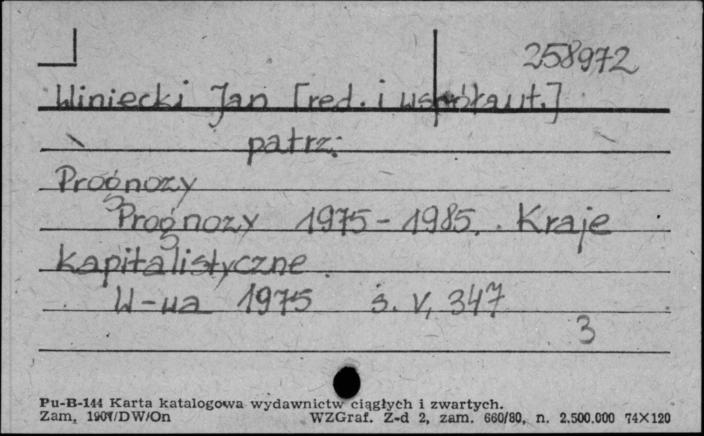 258972
Winiecki Jan [red. i współaut.]
patrz:
Prognozy
Prognozy 1975-1985. Kraje
kapitalistyczne.
W-wa 1975 s. V, 347
3
Pu-B-144 Karta katalogowa wydawnictw ciągłych i zwartych.
Zam. 1907/DW/On WZGraf. Z-d 2, zam. 660/80, n. 2.500.000 74X120